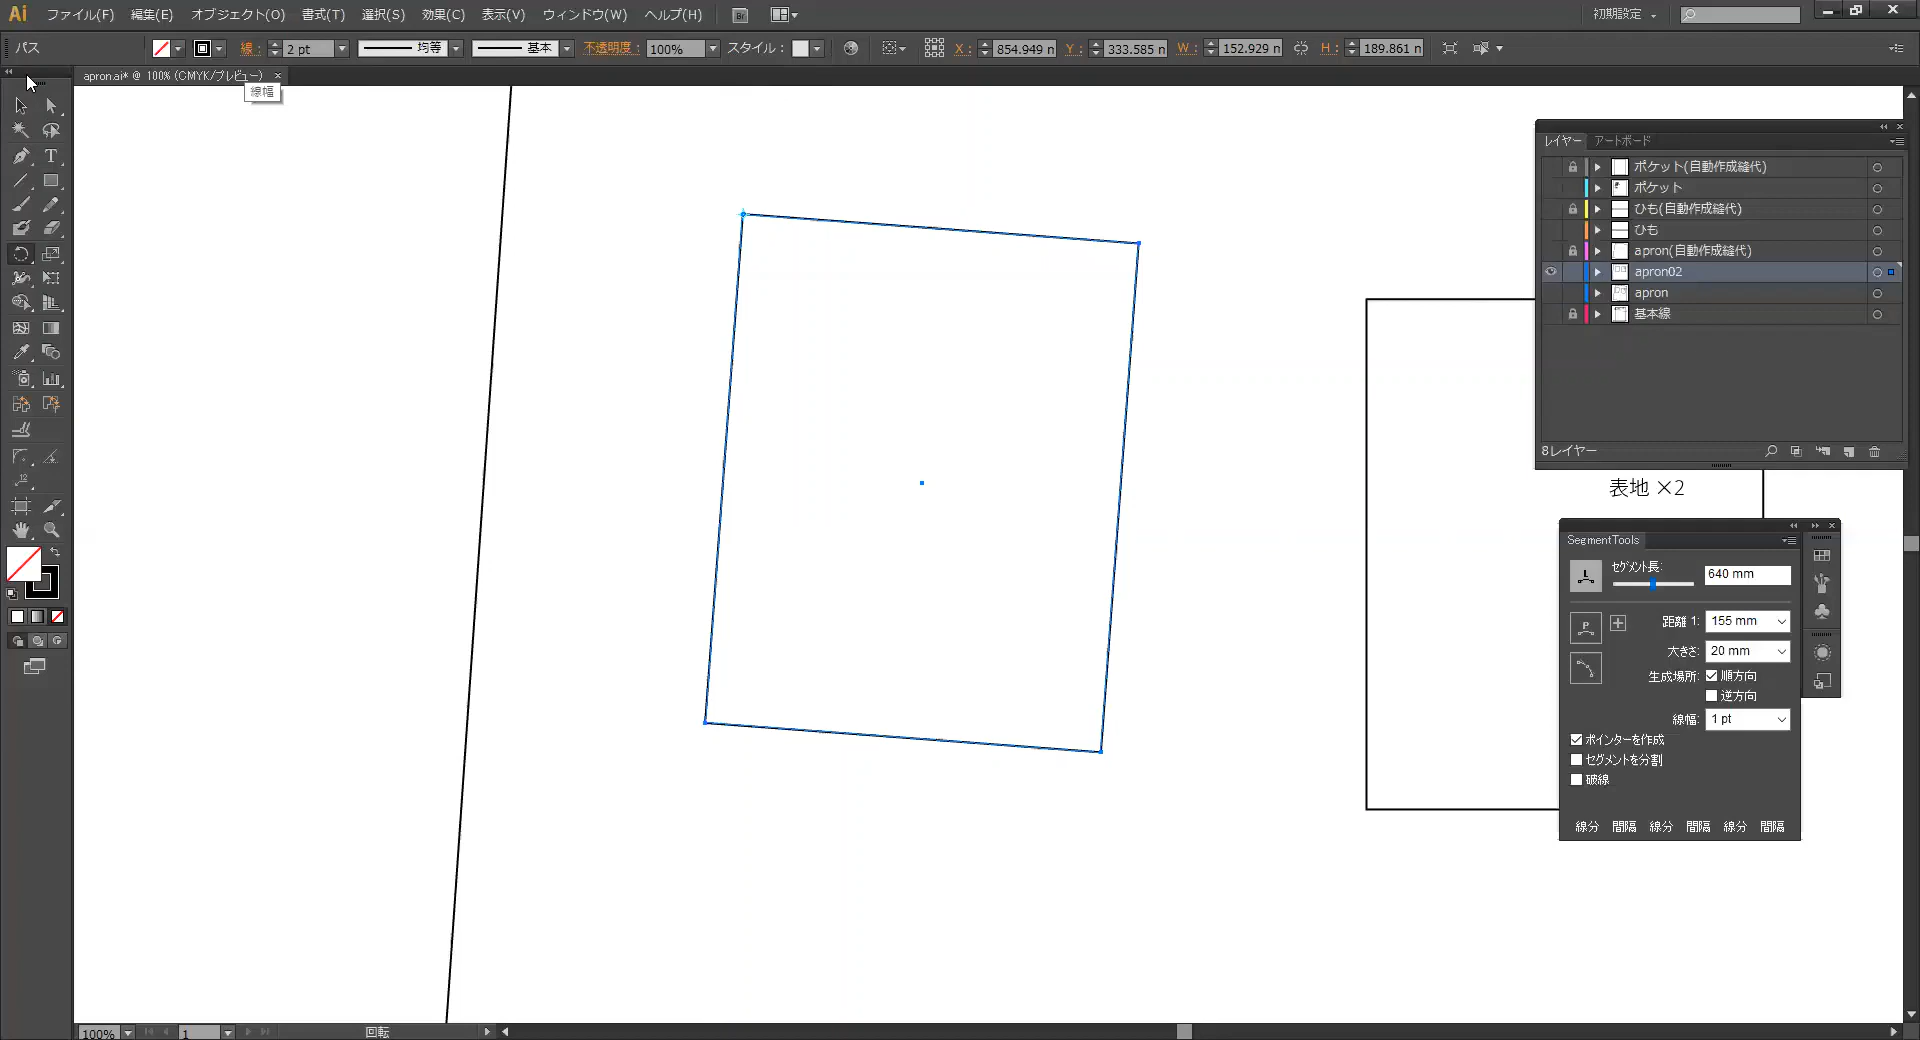 Ai ファイル(F) 編集(E) オブジェクト(O) 書式(T) 選択(S) 効果(C) 表示(V) ウィンドウ(W) ヘルプ(H) Br 初期設定
パス 線: 2 pt 均等 基本 不透明度: 100% スタイル: X: 854.949 n Y: 333.585 n W: 152.929 n H: 189.861 n
apron.ai* @ 100% (CMYK/プレビュー) ×
線幅
レイヤー アートボード
ポケット(自動作成縫代)
ポケット
ひも(自動作成縫代)
ひも
apron(自動作成縫代)
apron02
apron
基本線
8レイヤー
表地 ×2
SegmentTools
セグメント長: 640 mm
距離 1: 155 mm
大きさ: 20 mm
生成場所: 順方向
逆方向
線幅: 1 pt
ポインターを作成
セグメントを分割
破線
線分 間隔 線分 間隔 線分 間隔
100% 1 回転